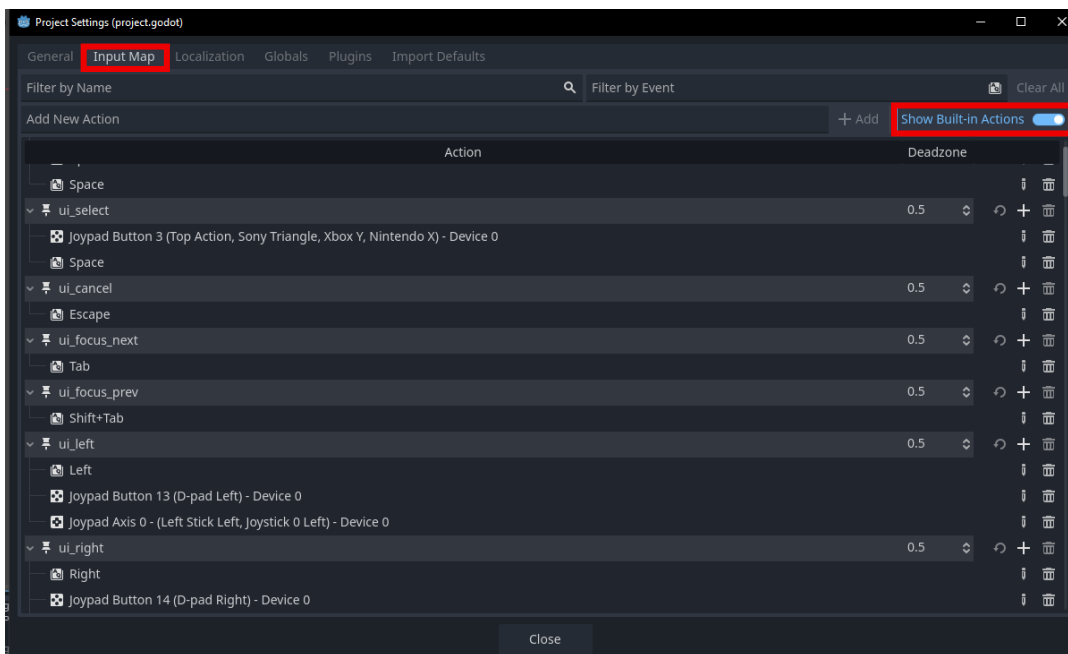 Project Settings (project.godot)
General Input Map Localization Globals Plugins Import Defaults
Filter by Name Filter by Event Clear All
Add New Action + Add Show Built-in Actions
Action Deadzone
Space
ui_select 0.5
Joypad Button 3 (Top Action, Sony Triangle, Xbox Y, Nintendo X) - Device 0
Space
ui_cancel 0.5
Escape
ui_focus_next 0.5
Tab
ui_focus_prev 0.5
Shift+Tab
ui_left 0.5
Left
Joypad Button 13 (D-pad Left) - Device 0
Joypad Axis 0 - (Left Stick Left, Joystick 0 Left) - Device 0
ui_right 0.5
Right
Joypad Button 14 (D-pad Right) - Device 0
Close